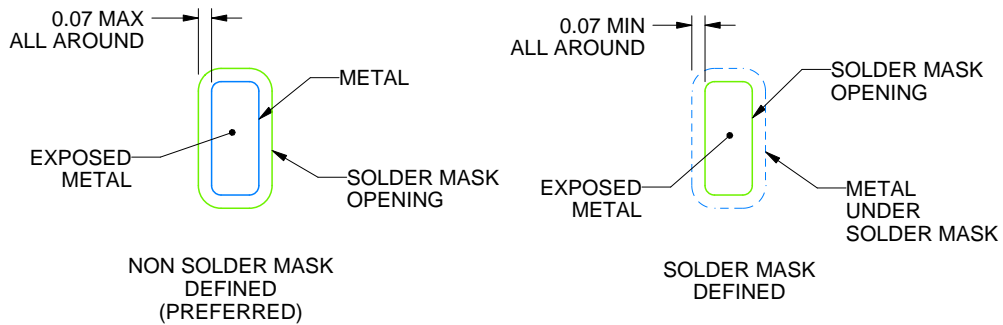 0.07 MAX
ALL AROUND
METAL
EXPOSED
METAL
SOLDER MASK
OPENING
NON SOLDER MASK
DEFINED
(PREFERRED)
0.07 MIN
ALL AROUND
SOLDER MASK
OPENING
EXPOSED
METAL
METAL
UNDER
SOLDER MASK
SOLDER MASK
DEFINED